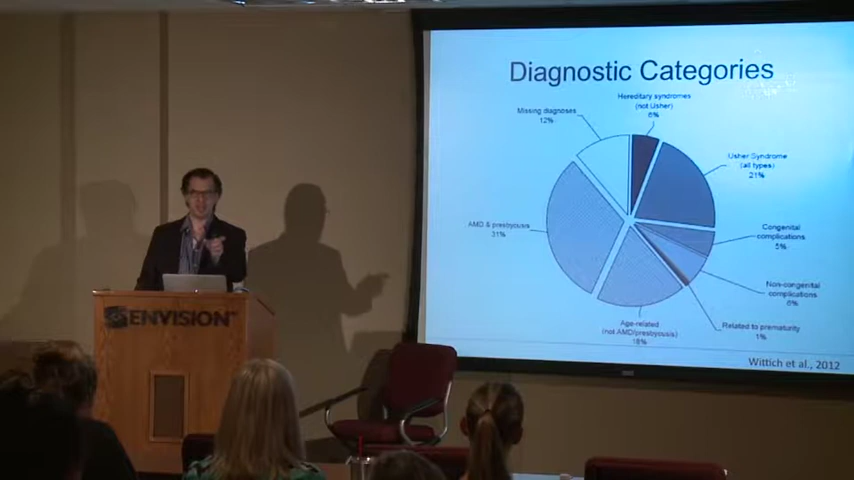 Diagnostic Categories
Hereditary syndromes
(not Usher)
6%
Missing diagnoses
12%
Usher Syndrome
(all types)
21%
AMD & presbycusis
31%
Congenital
complications
5%
Non-congenital
complications
6%
Age-related
(not AMD/presbycusis)
18%
Related to prematurity
1%
Wittich et al., 2012
ENVISION